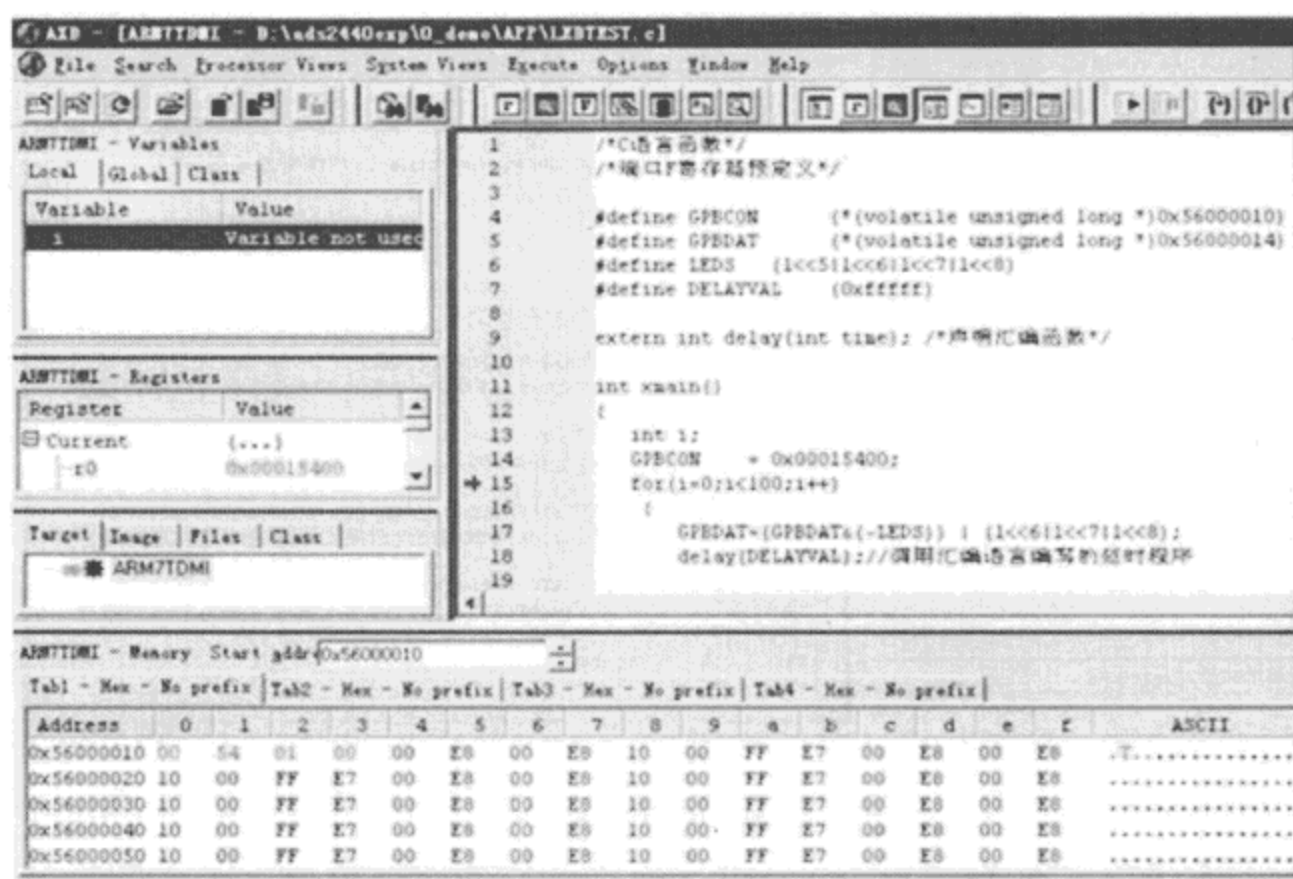 AXD - [ARM7TDMI - D:\ads2440exp\0_demo\APP\LEDTEST.c]
File Search Processor Views System Views Execute Options Window Help
ARM7TDMI - Variables
Local Global Class
Variable Value
i Variable not used
ARM7TDMI - Registers
Register Value
Current {...}
r0 0x00015400
Target Image Files Class
ARM7TDMI
1 /*C语言函数*/
2 /*端口F寄存器预定义*/
3
4 #define GPBCON (*(volatile unsigned long *)0x56000010)
5 #define GPBDAT (*(volatile unsigned long *)0x56000014)
6 #define LEDS (1<<5|1<<6|1<<7|1<<8)
7 #define DELAYVAL (0xffffff)
8
9 extern int delay(int time); /*声明汇编函数*/
10
11 int xmain()
12 {
13 int i;
14 GPBCON = 0x00015400;
15 for(i=0;i<100;i++)
16 {
17 GPBDAT=(GPBDAT&(~LEDS)) | (1<<6|1<<7|1<<8);
18 delay(DELAYVAL);//调用汇编语言编写的延时程序
19
ARM7TDMI - Memory Start addre 0x56000010
Tab1 - Hex - No prefix Tab2 - Hex - No prefix Tab3 - Hex - No prefix Tab4 - Hex - No prefix
Address 0 1 2 3 4 5 6 7 8 9 a b c d e f ASCII
0x56000010 00 54 01 00 00 E8 00 E8 10 00 FF E7 00 E8 00 E8 .T..............
0x56000020 10 00 FF E7 00 E8 00 E8 10 00 FF E7 00 E8 00 E8 ................
0x56000030 10 00 FF E7 00 E8 00 E8 10 00 FF E7 00 E8 00 E8 ................
0x56000040 10 00 FF E7 00 E8 00 E8 10 00 FF E7 00 E8 00 E8 ................
0x56000050 10 00 FF E7 00 E8 00 E8 10 00 FF E7 00 E8 00 E8 ................